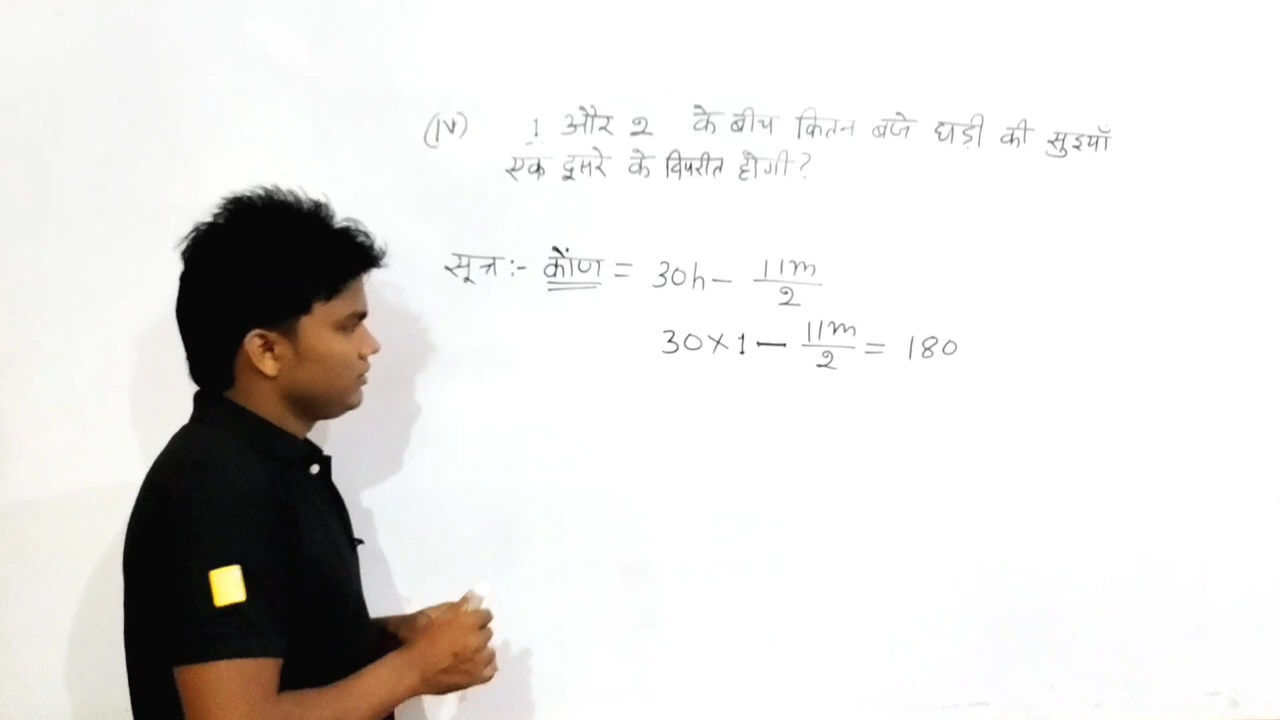 (IV) 1 और 2 के बीच कितन बजे घड़ी की सुइयाँ
एक दूसरे के विपरीत होगी?
सूत्र :- कोंण = 30h - 11m/2
30×1 - 11m/2 = 180